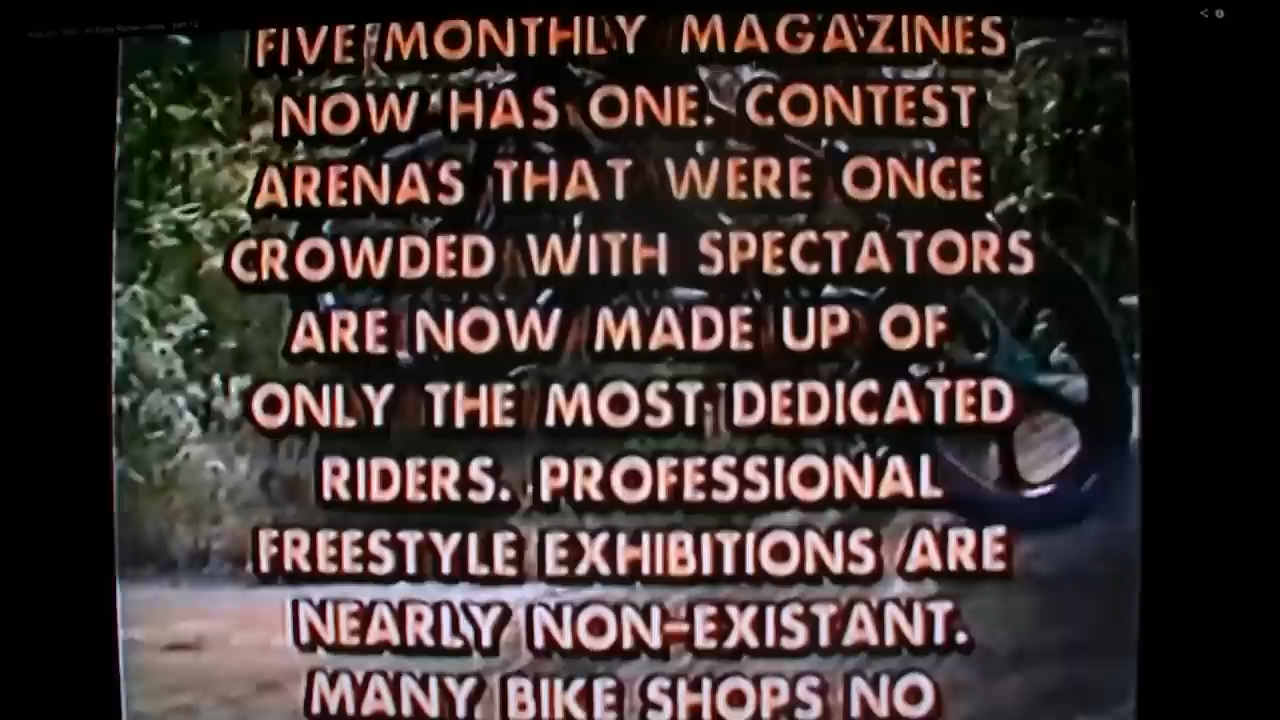 FIVE MONTHLY MAGAZINES
NOW HAS ONE. CONTEST
ARENAS THAT WERE ONCE
CROWDED WITH SPECTATORS
ARE NOW MADE UP OF
ONLY THE MOST DEDICATED
RIDERS. PROFESSIONAL
FREESTYLE EXHIBITIONS ARE
NEARLY NON-EXISTANT.
MANY BIKE SHOPS NO